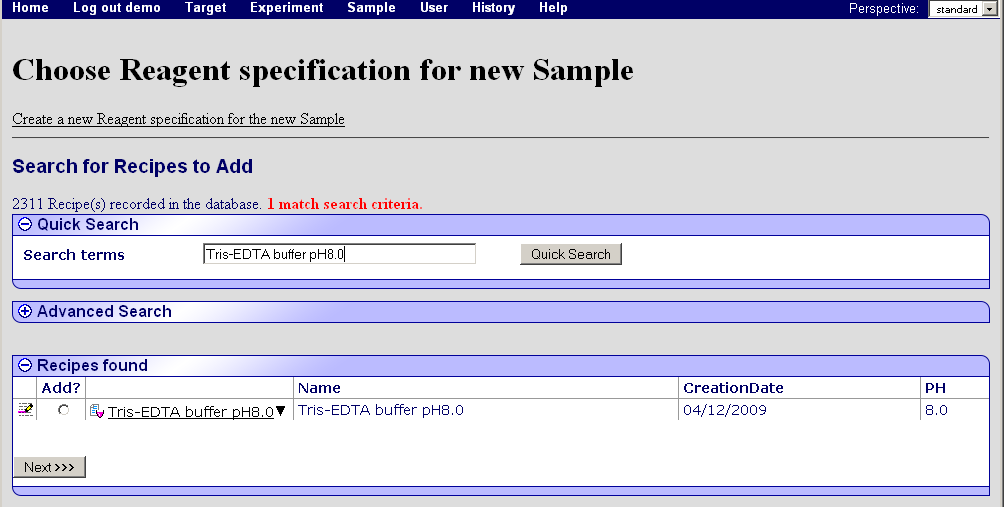 Home Log out demo Target Experiment Sample User History Help Perspective: standard
Choose Reagent specification for new Sample
Create a new Reagent specification for the new Sample
Search for Recipes to Add
2311 Recipe(s) recorded in the database. 1 match search criteria.
Quick Search
Search terms Tris-EDTA buffer pH8.0 Quick Search
Advanced Search
Recipes found
Add? Name CreationDate PH
Tris-EDTA buffer pH8.0 Tris-EDTA buffer pH8.0 04/12/2009 8.0
Next >>>